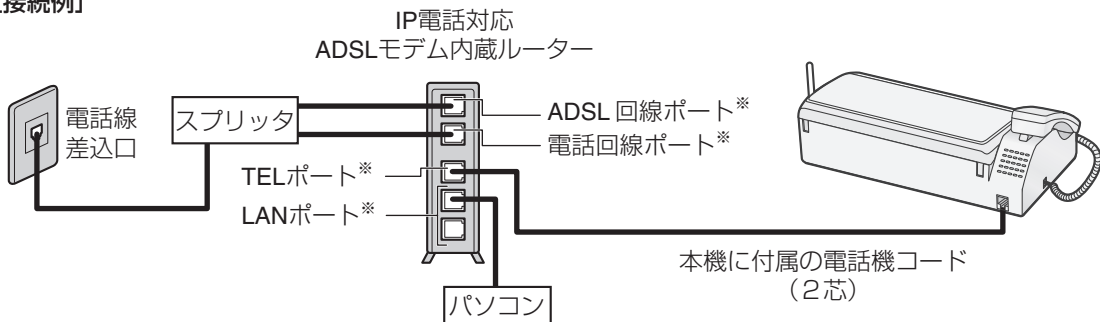 接続例］
IP電話対応
ADSLモデム内蔵ルーター
電話線
差込口
スプリッタ
ADSL 回線ポート※
電話回線ポート※
TELポート※
LANポート※
本機に付属の電話機コード
（２芯）
パソコン